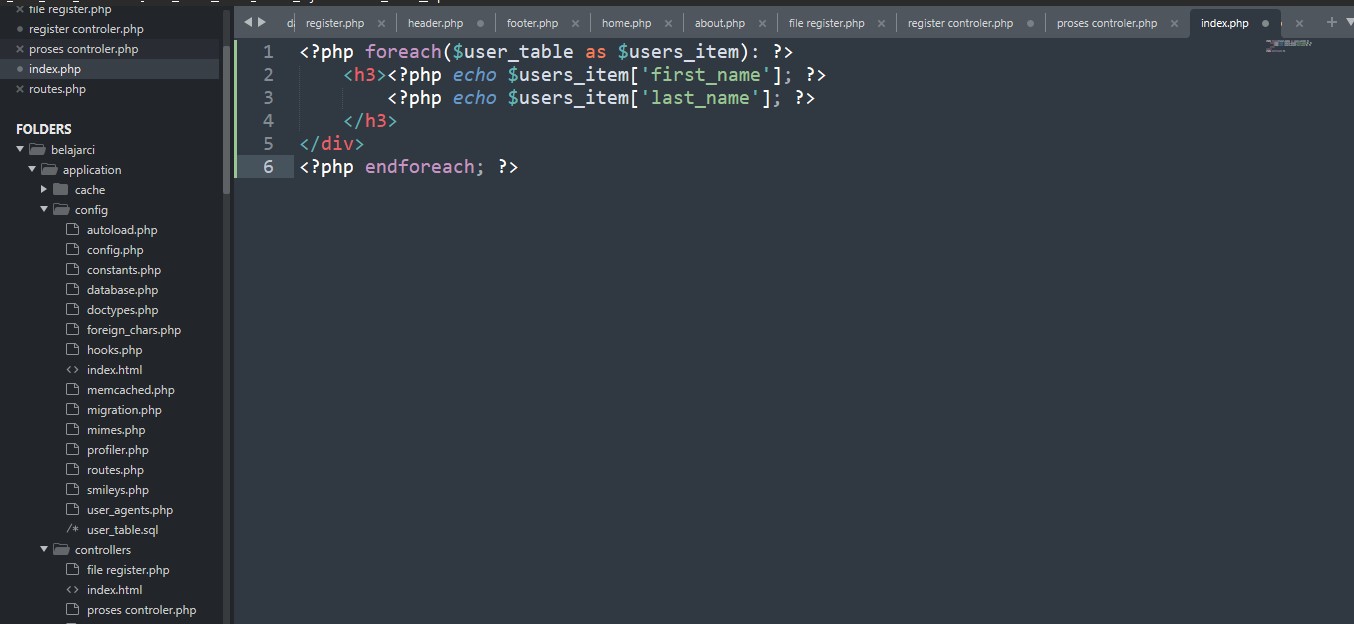 file register.php
register controler.php
proses controler.php
index.php
routes.php
FOLDERS
belajarci
application
cache
config
autoload.php
config.php
constants.php
database.php
doctypes.php
foreign_chars.php
hooks.php
index.html
memcached.php
migration.php
mimes.php
profiler.php
routes.php
smileys.php
user_agents.php
/* user_table.sql
controllers
file register.php
index.html
proses controler.php
register.php header.php footer.php home.php about.php file register.php register controler.php proses controler.php index.php
1 <?php foreach($user_table as $users_item): ?>
2 <h3><?php echo $users_item['first_name']; ?>
3 <?php echo $users_item['last_name']; ?>
4 </h3>
5 </div>
6 <?php endforeach; ?>